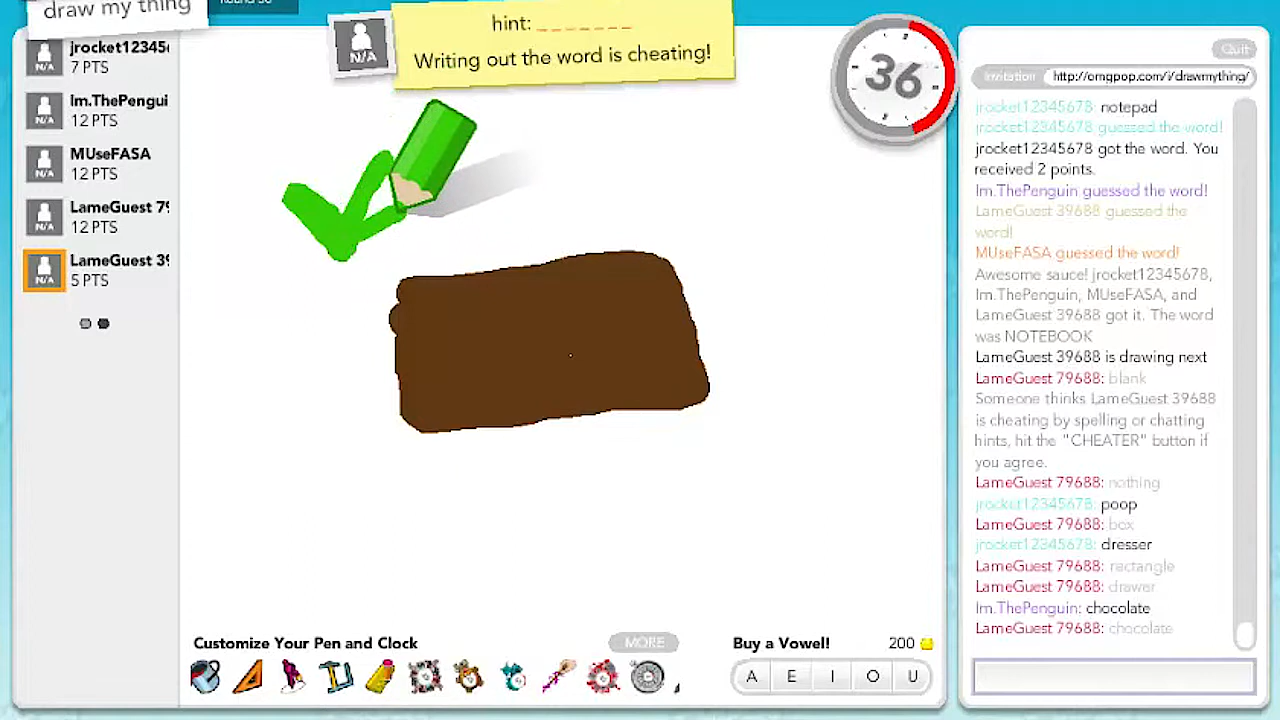 draw my thing
Round 30
hint: _ _ _ _ _ _ _
Writing out the word is cheating!
N/A
36
N/A jrocket12345
7 PTS
N/A Im.ThePengui
12 PTS
N/A MUseFASA
12 PTS
N/A LameGuest 79
12 PTS
N/A LameGuest 39
5 PTS
Quit
Invitation http://omgpop.com/i/drawmything/
jrocket12345678: notepad
jrocket12345678 guessed the word!
jrocket12345678 got the word. You
received 2 points.
Im.ThePenguin guessed the word!
LameGuest 39688 guessed the
word!
MUseFASA guessed the word!
Awesome sauce! jrocket12345678,
Im.ThePenguin, MUseFASA, and
LameGuest 39688 got it. The word
was NOTEBOOK
LameGuest 39688 is drawing next
LameGuest 79688: blank
Someone thinks LameGuest 39688
is cheating by spelling or chatting
hints, hit the "CHEATER" button if
you agree.
LameGuest 79688: nothing
jrocket12345678: poop
LameGuest 79688: box
jrocket12345678: dresser
LameGuest 79688: rectangle
LameGuest 79688: drawer
Im.ThePenguin: chocolate
LameGuest 79688: chocolate
Customize Your Pen and Clock MORE
Buy a Vowel! 200
A E I O U